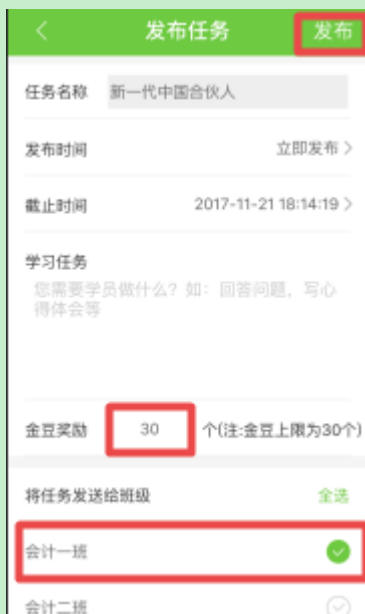 发布任务 发布
任务名称 新一代中国合伙人
发布时间 立即发布
截止时间 2017-11-21 18:14:19
学习任务
您需要学员做什么？如：回答问题，写心
得体会等
金豆奖励 30 个(注:金豆上限为30个)
将任务发送给班级 全选
会计一班
会计二班